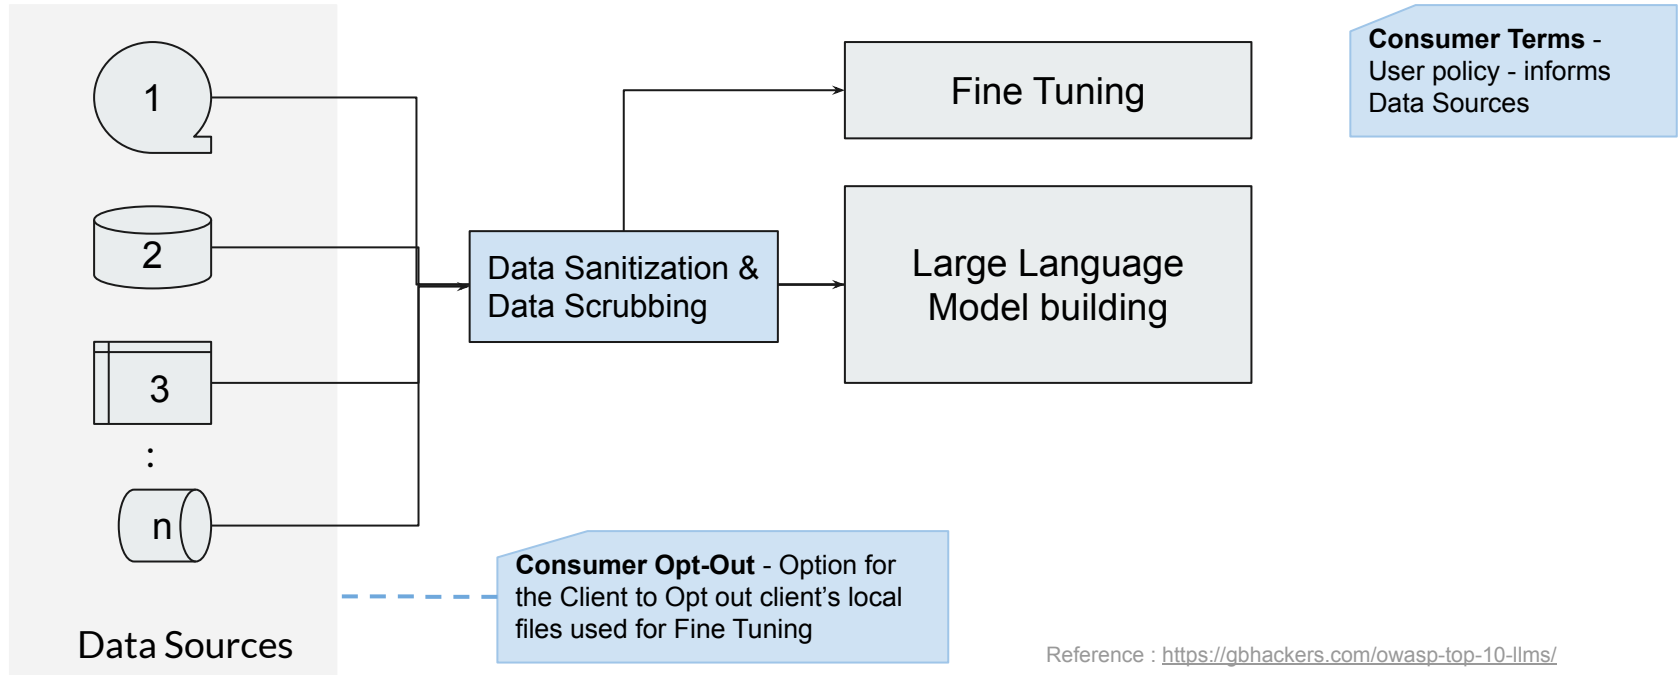 1
2
3
:
n
Data Sources
Data Sanitization &
Data Scrubbing
Fine Tuning
Large Language
Model building
Consumer Terms -
User policy - informs
Data Sources
Consumer Opt-Out - Option for
the Client to Opt out client’s local
files used for Fine Tuning
Reference : https://gbhackers.com/owasp-top-10-llms/